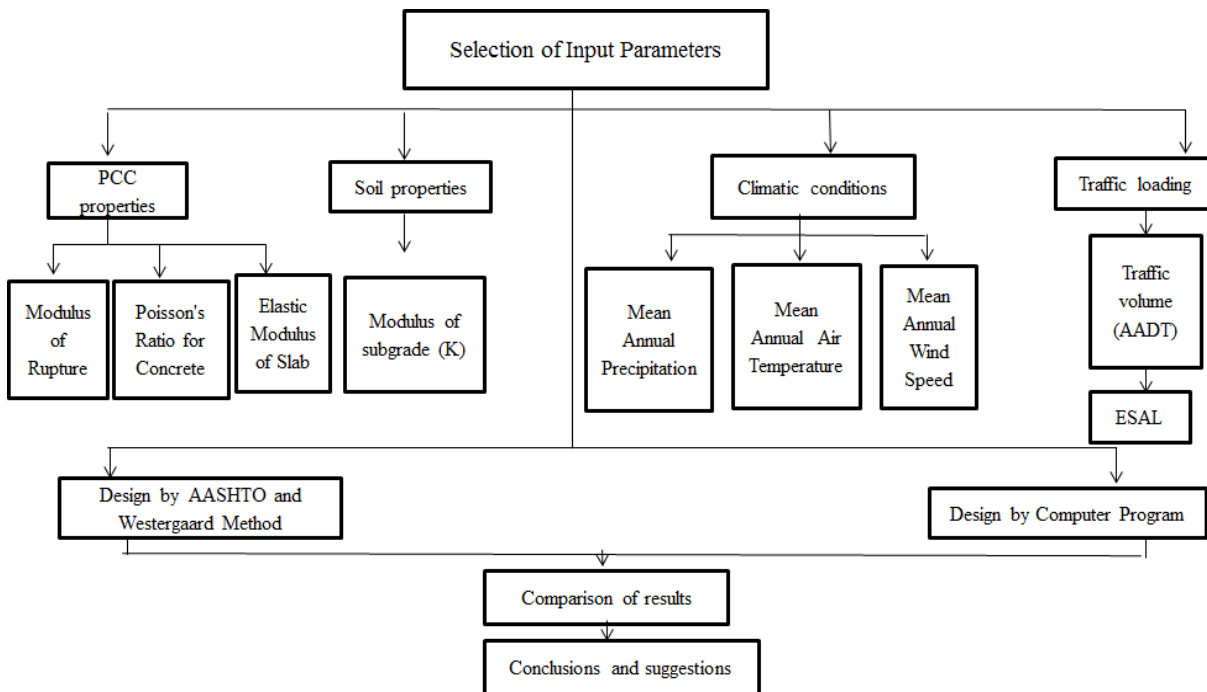 Selection of Input Parameters
PCC
properties
Soil properties
Climatic conditions
Traffic loading
Modulus
of
Rupture
Poisson's
Ratio for
Concrete
Elastic
Modulus
of Slab
Modulus of
subgrade (K)
Mean
Annual
Precipitation
Mean
Annual Air
Temperature
Mean
Annual
Wind
Speed
Traffic
volume
(AADT)
ESAL
Design by AASHTO and
Westergaard Method
Design by Computer Program
Comparison of results
Conclusions and suggestions